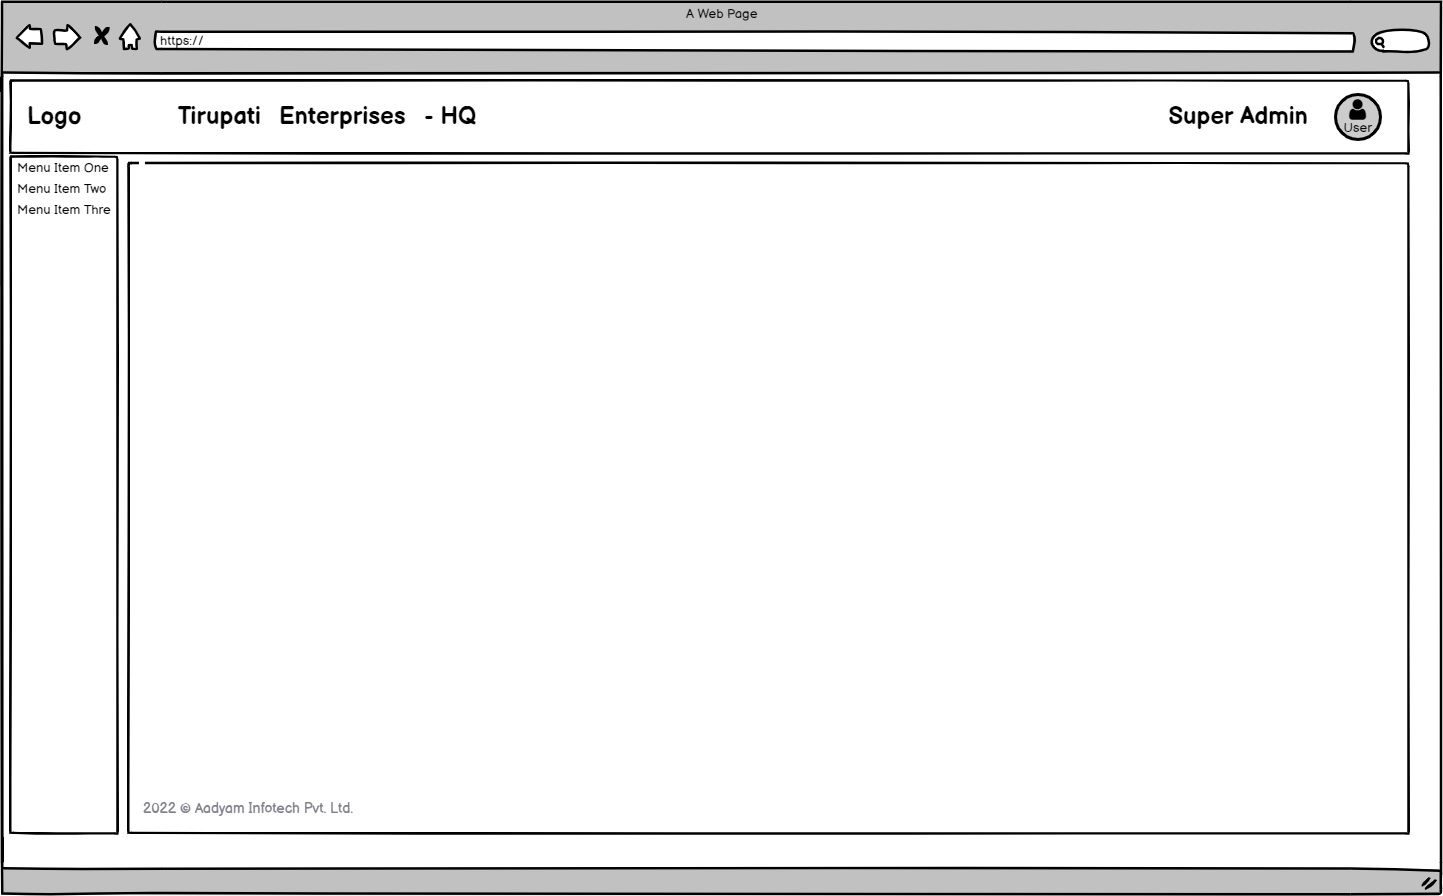 A Web Page
https://
Logo
Tirupati Enterprises - HQ
Super Admin
User
Menu Item One
Menu Item Two
Menu Item Thre
2022 © Aadyam Infotech Pvt. Ltd.